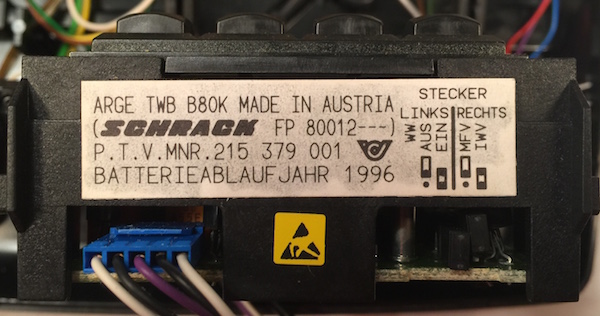 ARGE TWB B80K MADE IN AUSTRIA
(SCHRACK FP 80012---)
P.T.V.MNR.215 379 001
BATTERIEABLAUFJAHR 1996
STECKER
LINKS RECHTS
WW
AUS
EIN
MFV
IWV